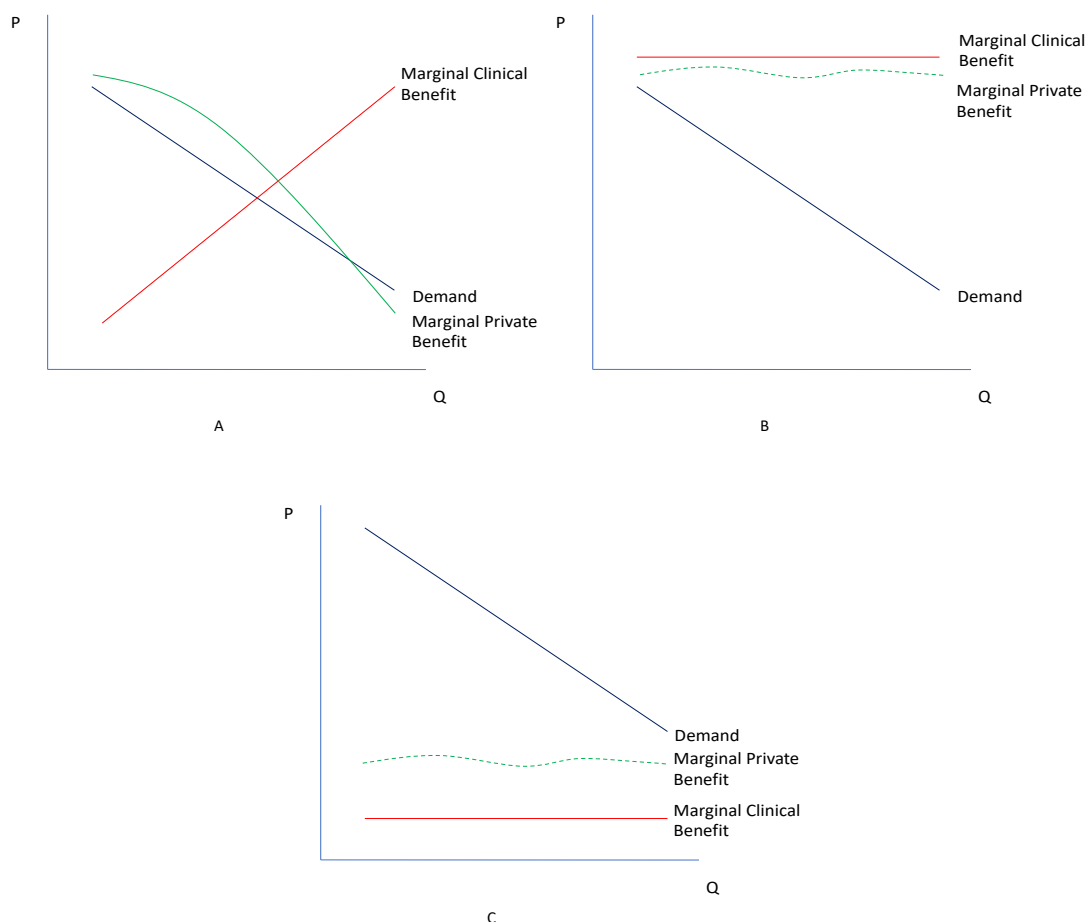 P
Marginal Clinical
Benefit
Demand
Marginal Private
Benefit
Q
A
P
Marginal Clinical
Benefit
Marginal Private
Benefit
Demand
Q
B
P
Demand
Marginal Private
Benefit
Marginal Clinical
Benefit
Q
C